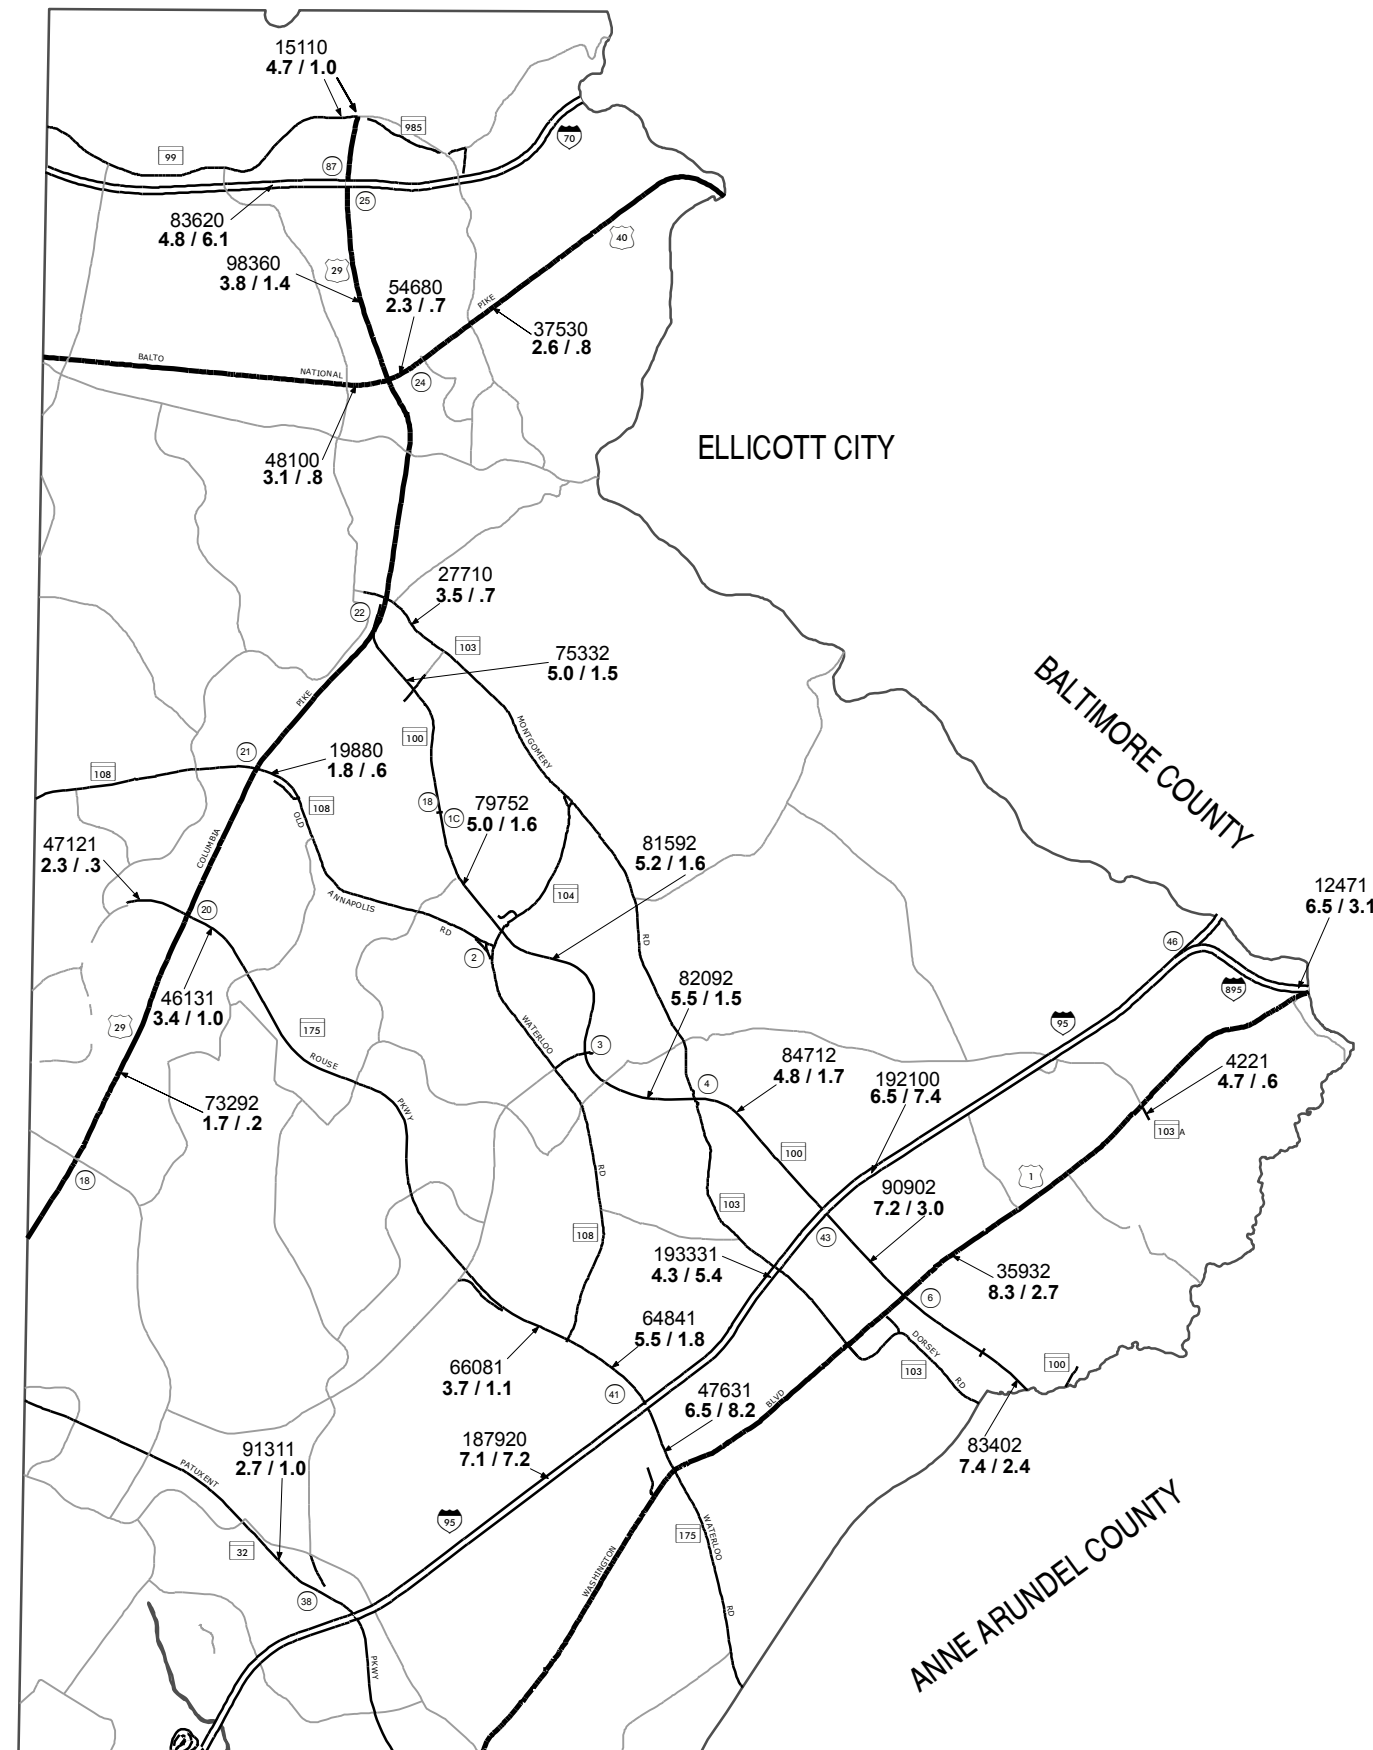 15110
4.7 / 1.0
985
70
99
87
25
83620
4.8 / 6.1
40
98360
3.8 / 1.4
29
54680
2.3 / .7
PIKE
37530
2.6 / .8
BALTO
NATIONAL
24
48100
3.1 / .8
ELLICOTT CITY
27710
3.5 / .7
22
103
75332
5.0 / 1.5
BALTIMORE COUNTY
PIKE
MONTGOMERY
100
21
19880
1.8 / .6
108
108
OLD
18
1C
79752
5.0 / 1.6
COLUMBIA
47121
2.3 / .3
81592
5.2 / 1.6
104
ANNAPOLIS
RD
12471
6.5 / 3.1
20
2
RD
46
895
46131
3.4 / 1.0
82092
5.5 / 1.5
29
175
WATERLOO
3
95
ROUSE
84712
4.8 / 1.7
4
192100
6.5 / 7.4
4221
4.7 / .6
73292
1.7 / .2
PKWY
103 A
100
18
RD
1
90902
7.2 / 3.0
103
108
43
193331
4.3 / 5.4
35932
8.3 / 2.7
6
64841
5.5 / 1.8
DORSEY
RD
103
100
66081
3.7 / 1.1
41
47631
6.5 / 8.2
BLVD
187920
7.1 / 7.2
83402
7.4 / 2.4
91311
2.7 / 1.0
PATUXENT
95
32
175
WATERLOO
RD
WASHINGTON
ANNE ARUNDEL COUNTY
38
PKWY